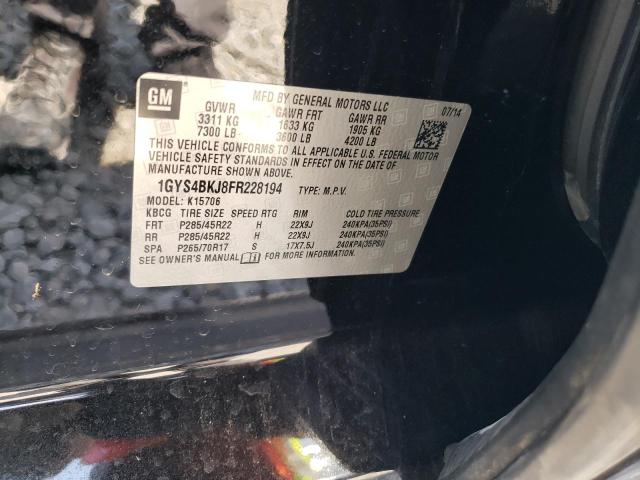 GM
MFD BY GENERAL MOTORS LLC
07/14
GVWR GAWR FRT GAWR RR
3311 KG 1633 KG 1905 KG
7300 LB 3600 LB 4200 LB
THIS VEHICLE CONFORMS TO ALL APPLICABLE U.S. FEDERAL MOTOR
VEHICLE SAFETY STANDARDS IN EFFECT ON THE DATE OF
MANUFACTURE SHOWN ABOVE.
1GYS4BKJ8FR228194 TYPE: M.P.V.
MODEL: K15706
KBCG TIRE SIZE SPEED RTG RIM COLD TIRE PRESSURE
FRT P285/45R22 H 22X9J 240KPA(35PSI)
RR P285/45R22 H 22X9J 240KPA(35PSI)
SPA P265/70R17 S 17X7.5J 240KPA(35PSI)
SEE OWNER'S MANUAL FOR MORE INFORMATION